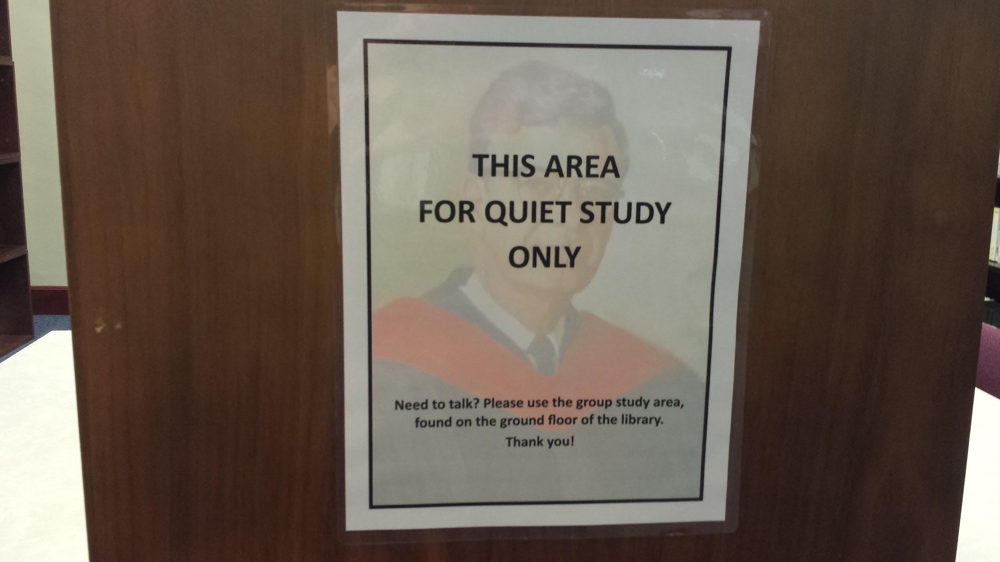 THIS AREA
FOR QUIET STUDY
ONLY
Need to talk? Please use the group study area,
found on the ground floor of the library.
Thank you!